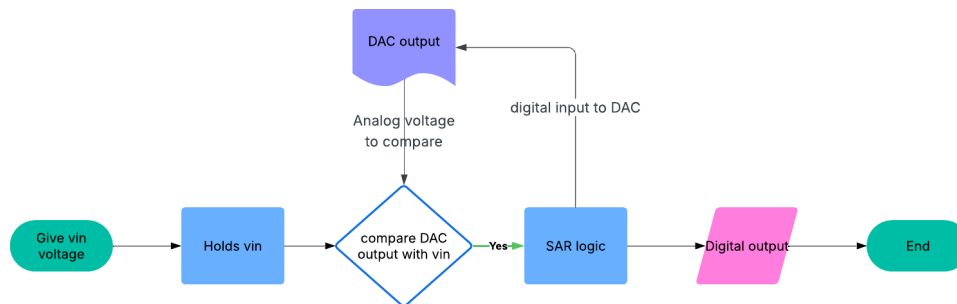 DAC output
digital input to DAC
Analog voltage
to compare
Give vin
voltage
Holds vin
compare DAC
output with vin
Yes
SAR logic
Digital output
End